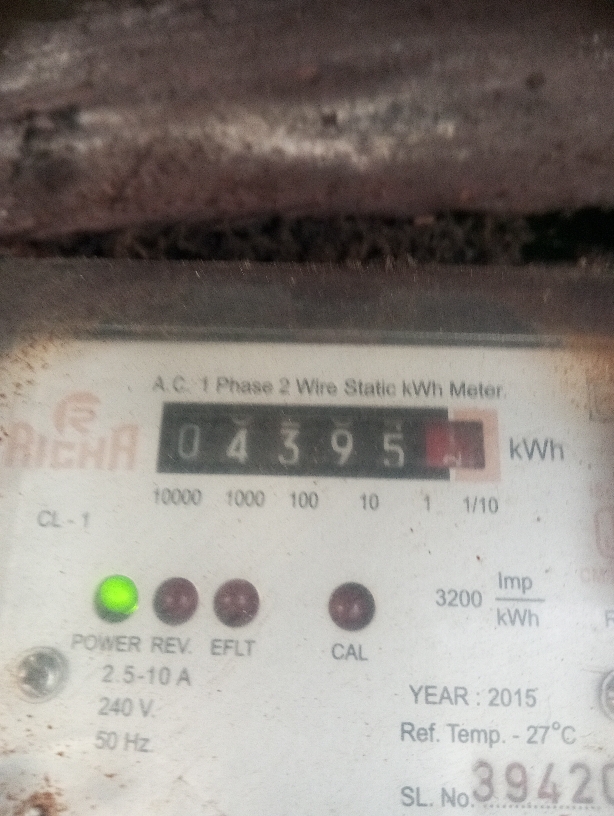 A.C. 1 Phase 2 Wire Static kWh Meter.
RICHA
0 4 3 9 5 kWh
10000 1000 100 10 1 1/10
CL - 1
3200 Imp
kWh
POWER REV. EFLT CAL
2.5-10 A
240 V.
50 Hz.
YEAR : 2015
Ref. Temp. - 27°C
SL. No. 39420